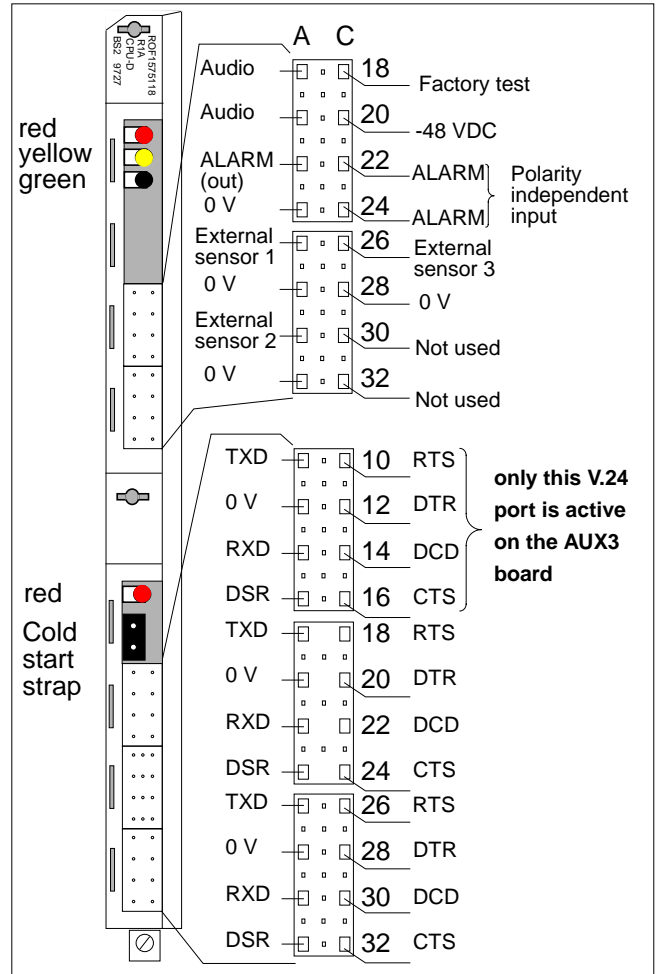 ROF1575118
R1A
CPU-D
BS2 9727
A C
Audio 18 Factory test
Audio 20 -48 VDC
ALARM (out) 22 ALARM
0 V 24 ALARM
Polarity
independent
input
External
sensor 1
26 External
sensor 3
0 V 28 0 V
External
sensor 2
30 Not used
0 V 32 Not used
red
yellow
green
TXD 10 RTS
0 V 12 DTR
RXD 14 DCD
DSR 16 CTS
only this V.24
port is active
on the AUX3
board
TXD 18 RTS
0 V 20 DTR
RXD 22 DCD
DSR 24 CTS
TXD 26 RTS
0 V 28 DTR
RXD 30 DCD
DSR 32 CTS
red
Cold
start
strap